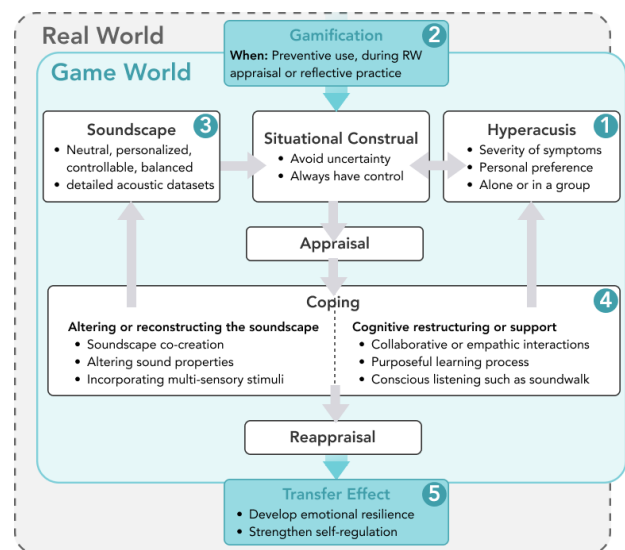 Real World
Game World
Gamification
2
When: Preventive use, during RW
appraisal or reflective practice
Soundscape
3
• Neutral, personalized,
controllable, balanced
• detailed acoustic datasets
Situational Construal
• Avoid uncertainty
• Always have control
Hyperacusis
1
• Severity of symptoms
• Personal preference
• Alone or in a group
Appraisal
Coping
4
Altering or reconstructing the soundscape
• Soundscape co-creation
• Altering sound properties
• Incorporating multi-sensory stimuli
Cognitive restructuring or support
• Collaborative or empathic interactions
• Purposeful learning process
• Conscious listening such as soundwalk
Reappraisal
Transfer Effect
5
• Develop emotional resilience
• Strengthen self-regulation